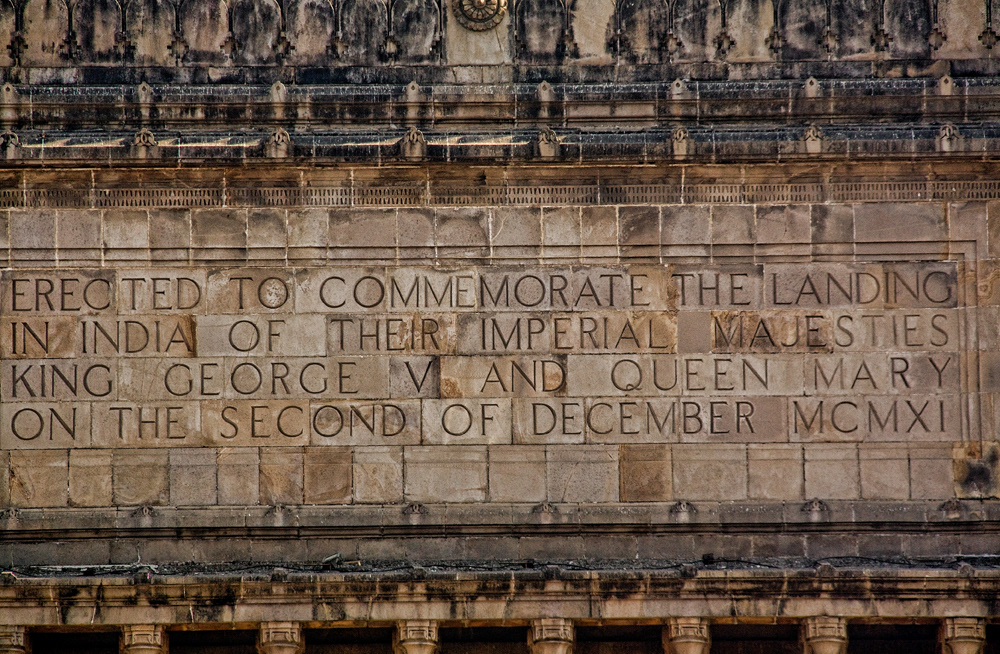 ERECTED TO COMMEMORATE THE LANDING
IN INDIA OF THEIR IMPERIAL MAJESTIES
KING GEORGE V AND QUEEN MARY
ON THE SECOND OF DECEMBER MCMXI